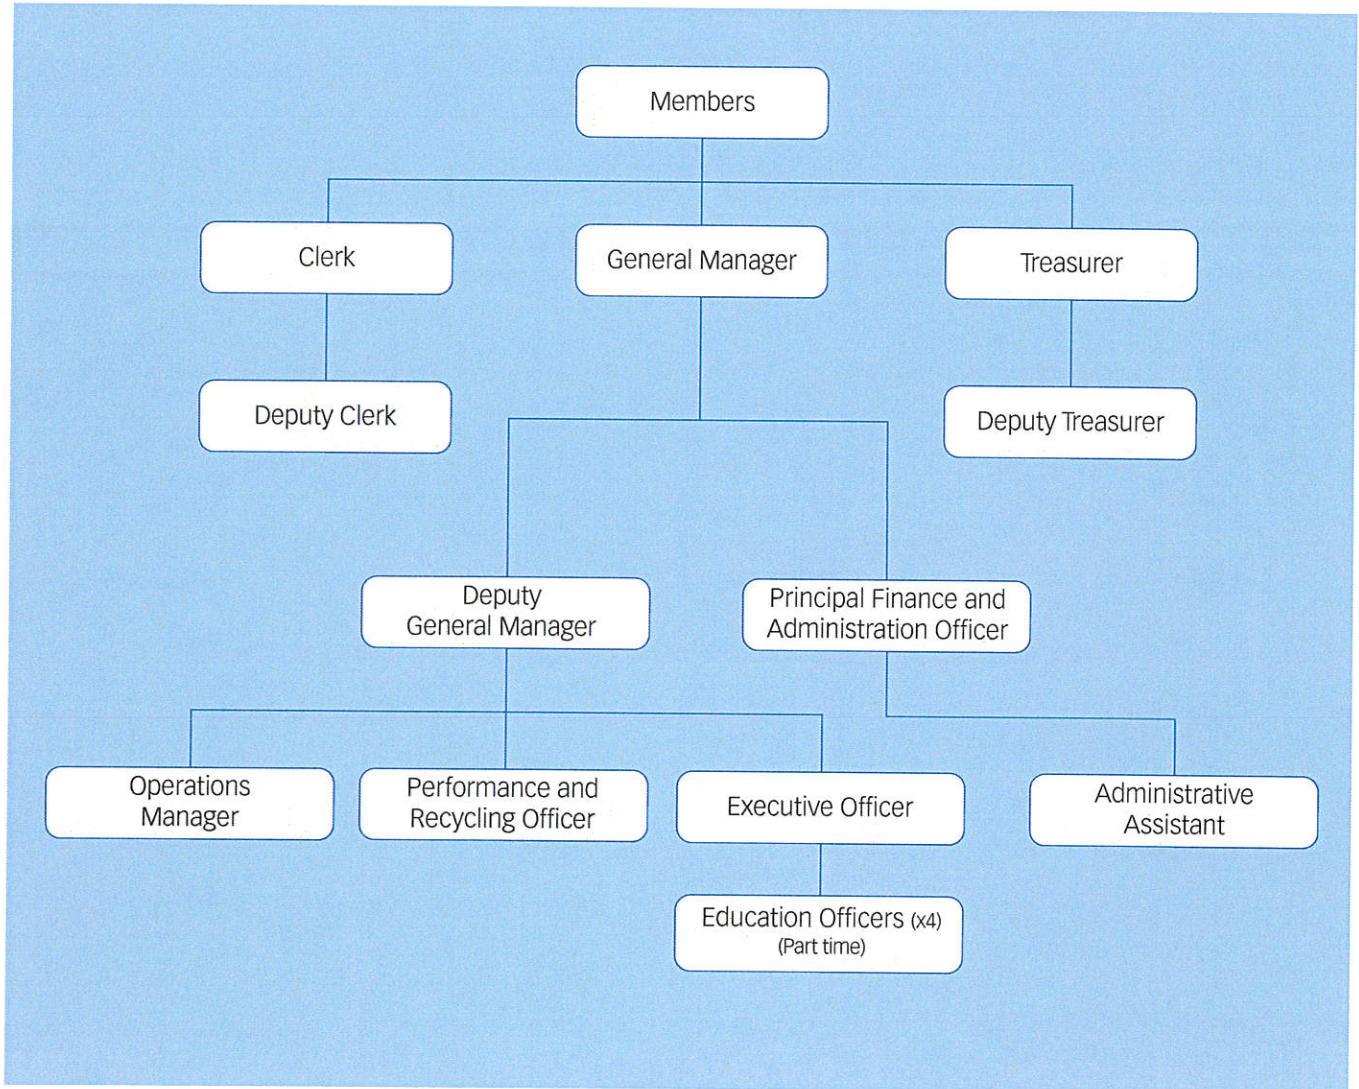 Members
Clerk
General Manager
Treasurer
Deputy Clerk
Deputy Treasurer
Deputy
General Manager
Principal Finance and
Administration Officer
Operations
Manager
Performance and
Recycling Officer
Executive Officer
Administrative
Assistant
Education Officers (x4)
(Part time)